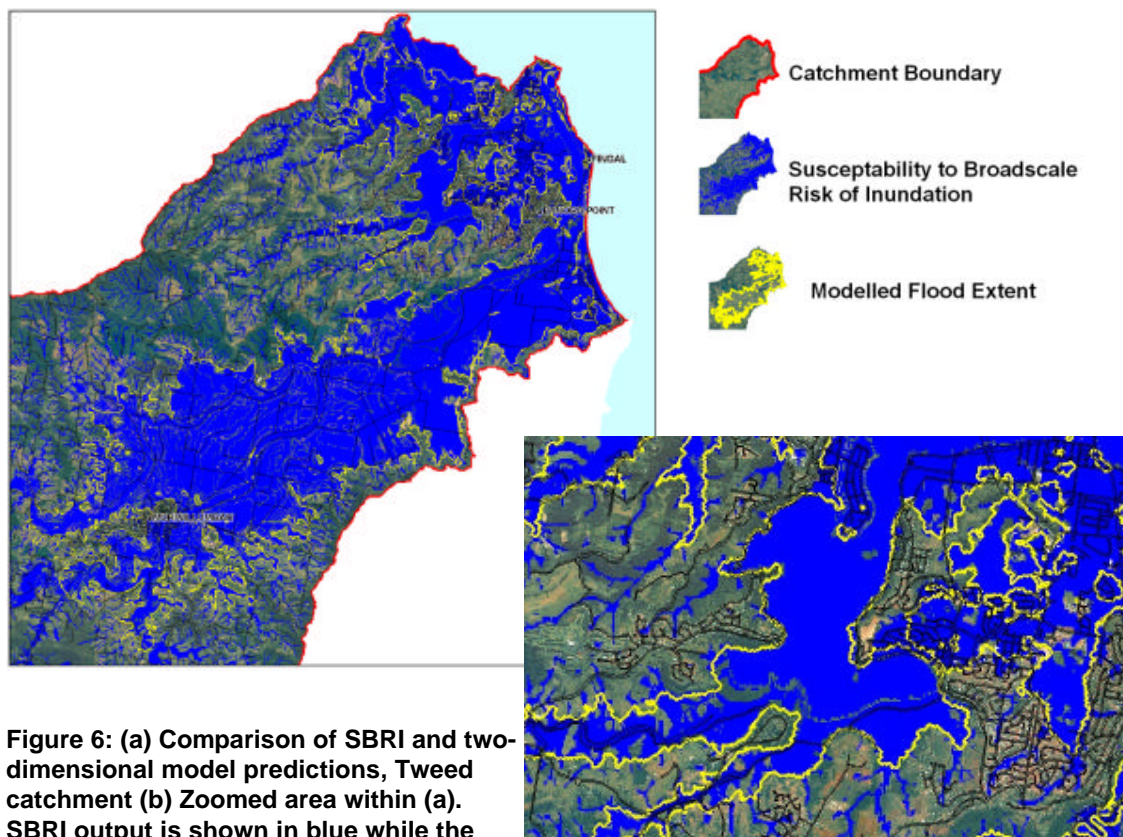 Catchment Boundary
Susceptability to Broadscale
Risk of Inundation
Modelled Flood Extent
FINGAL
POINT
Figure 6: (a) Comparison of SBRI and two-
dimensional model predictions, Tweed
catchment (b) Zoomed area within (a).
SBRI output is shown in blue while the